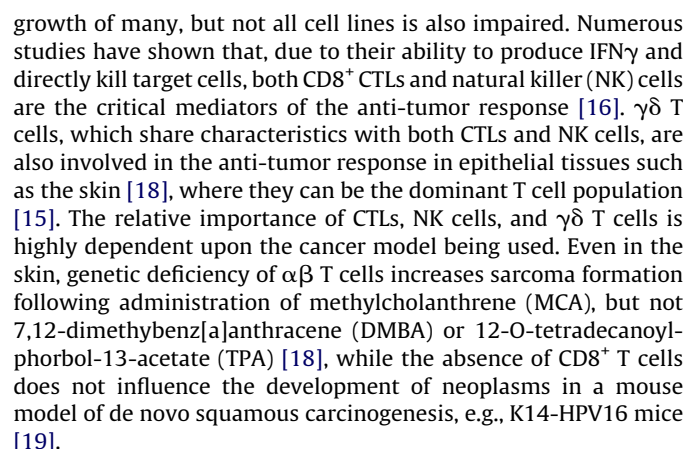 growth of many, but not all cell lines is also impaired. Numerous
studies have shown that, due to their ability to produce IFNγ and
directly kill target cells, both CD8⁺ CTLs and natural killer (NK) cells
are the critical mediators of the anti-tumor response [16]. γδ T
cells, which share characteristics with both CTLs and NK cells, are
also involved in the anti-tumor response in epithelial tissues such
as the skin [18], where they can be the dominant T cell population
[15]. The relative importance of CTLs, NK cells, and γδ T cells is
highly dependent upon the cancer model being used. Even in the
skin, genetic deficiency of αβ T cells increases sarcoma formation
following administration of methylcholanthrene (MCA), but not
7,12-dimethybenz[a]anthracene (DMBA) or 12-O-tetradecanoyl-
phorbol-13-acetate (TPA) [18], while the absence of CD8⁺ T cells
does not influence the development of neoplasms in a mouse
model of de novo squamous carcinogenesis, e.g., K14-HPV16 mice
[19].